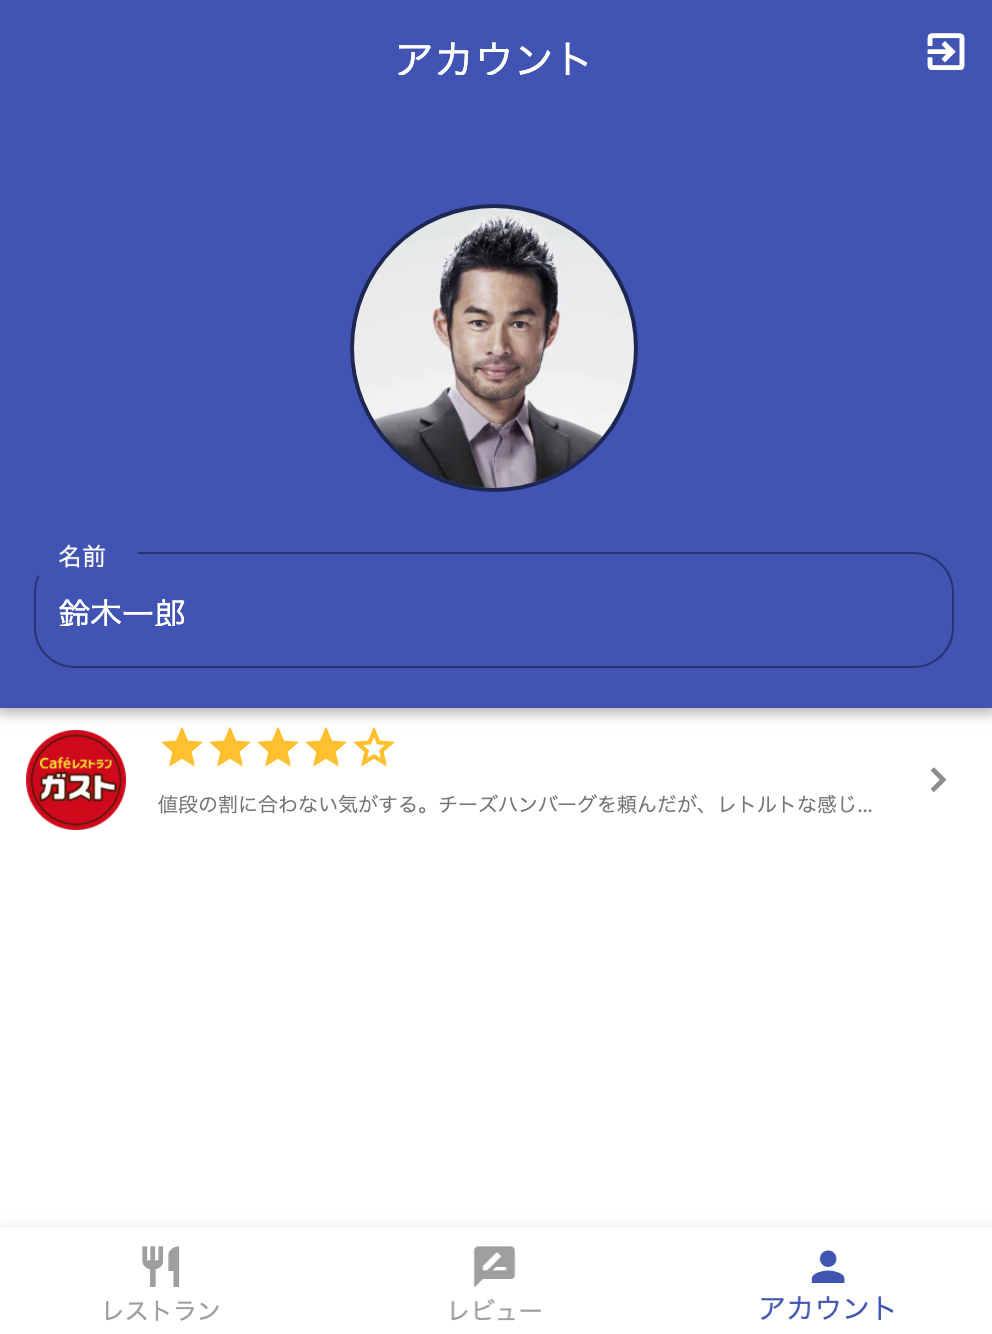 アカウント
名前
鈴木一郎
Caféレストラン
ガスト
値段の割に合わない気がする。チーズハンバーグを頼んだが、レトルトな感じ...
レストラン
レビュー
アカウント